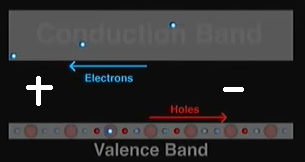 Conduction Band
Electrons
+
-
Holes
Valence Band